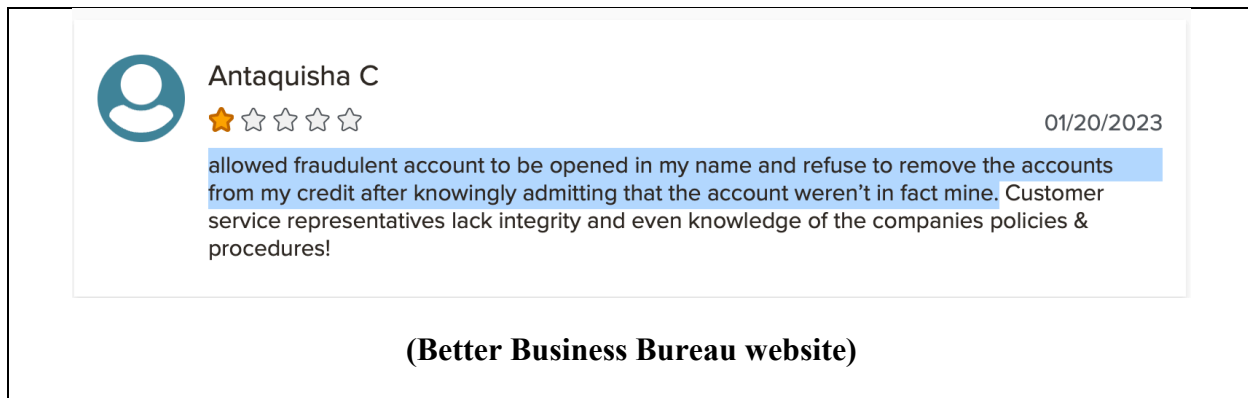 Antaquisha C
01/20/2023
allowed fraudulent account to be opened in my name and refuse to remove the accounts
from my credit after knowingly admitting that the account weren’t in fact mine. Customer
service representatives lack integrity and even knowledge of the companies policies &
procedures!
(Better Business Bureau website)